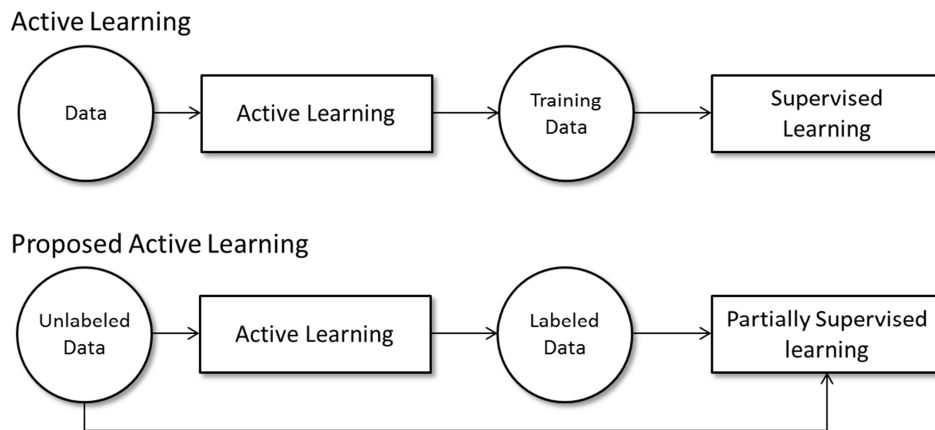 Active Learning
Data
Active Learning
Training
Data
Supervised
Learning
Proposed Active Learning
Unlabeled
Data
Active Learning
Labeled
Data
Partially Supervised
learning